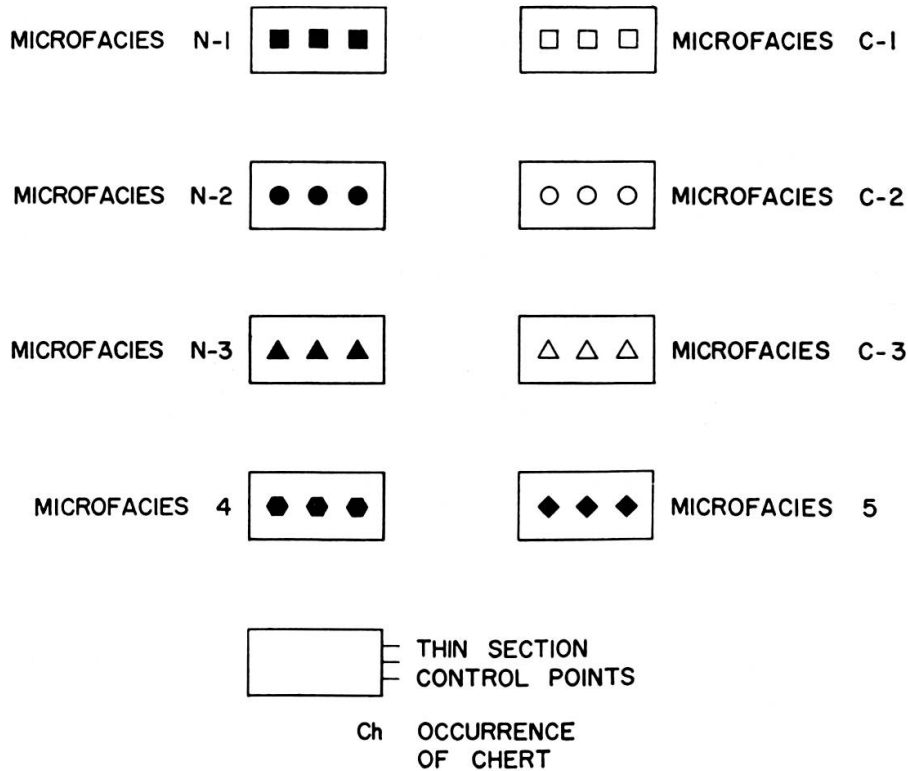 MICROFACIES N-1
MICROFACIES C-1
MICROFACIES N-2
MICROFACIES C-2
MICROFACIES N-3
MICROFACIES C-3
MICROFACIES 4
MICROFACIES 5
THIN SECTION
CONTROL POINTS
Ch OCCURRENCE
OF CHERT